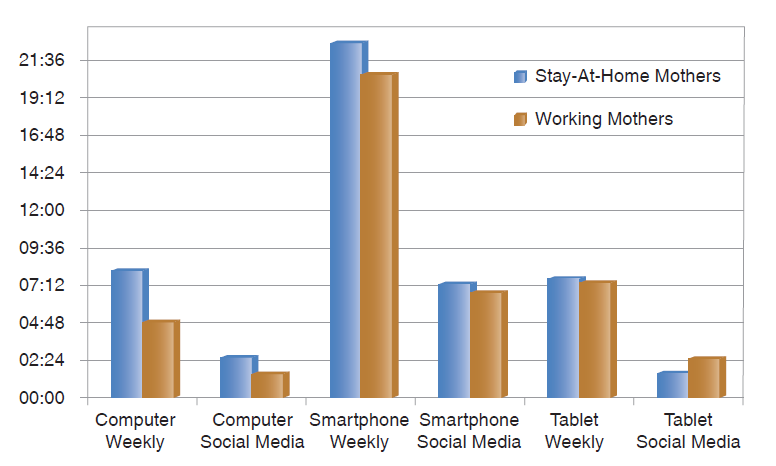 21:36
19:12
16:48
14:24
12:00
09:36
07:12
04:48
02:24
00:00
Stay-At-Home Mothers
Working Mothers
Computer
Weekly
Computer
Social Media
Smartphone
Weekly
Smartphone
Social Media
Tablet
Weekly
Tablet
Social Media